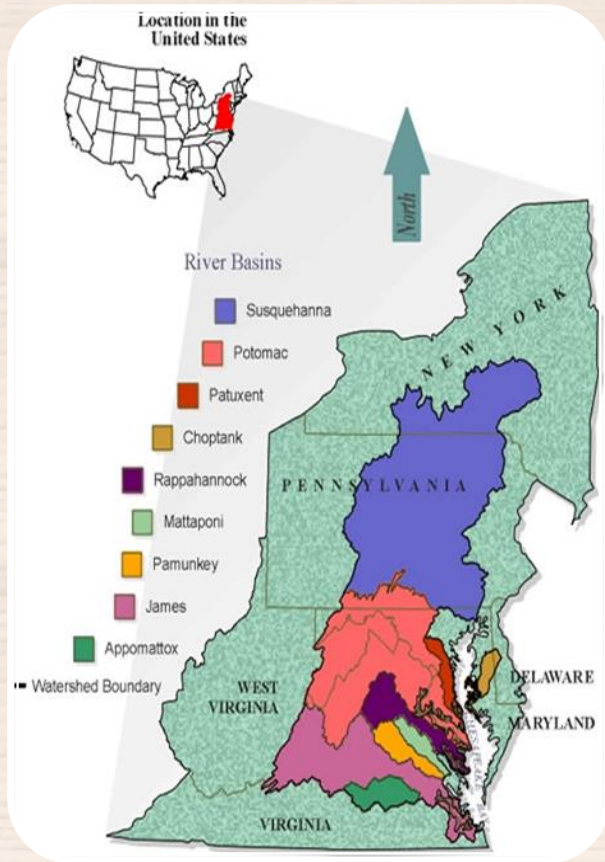 Location in the
United States
North
River Basins
Susquehanna
Potomac
Patuxent
Choptank
Rappahannock
Mattaponi
Pamunkey
James
Appomattox
Watershed Boundary
NEW YORK
PENNSYLVANIA
WEST
VIRGINIA
DELAWARE
MARYLAND
VIRGINIA